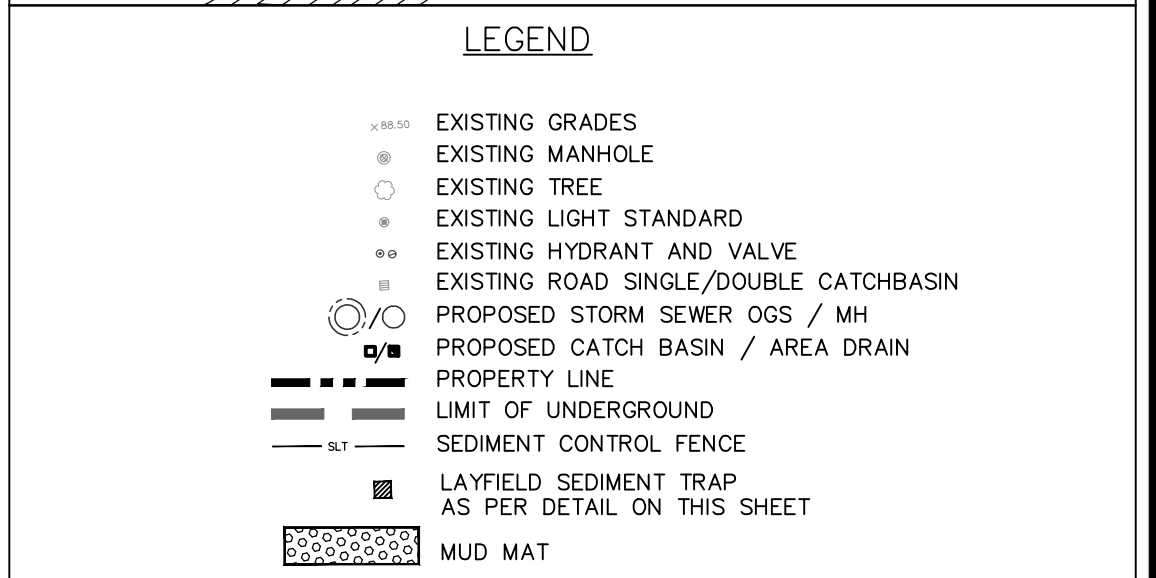 LEGEND
×88.50 EXISTING GRADES
EXISTING MANHOLE
EXISTING TREE
EXISTING LIGHT STANDARD
EXISTING HYDRANT AND VALVE
EXISTING ROAD SINGLE/DOUBLE CATCHBASIN
/ PROPOSED STORM SEWER OGS / MH
/ PROPOSED CATCH BASIN / AREA DRAIN
PROPERTY LINE
LIMIT OF UNDERGROUND
SLT SEDIMENT CONTROL FENCE
LAYFIELD SEDIMENT TRAP
AS PER DETAIL ON THIS SHEET
MUD MAT